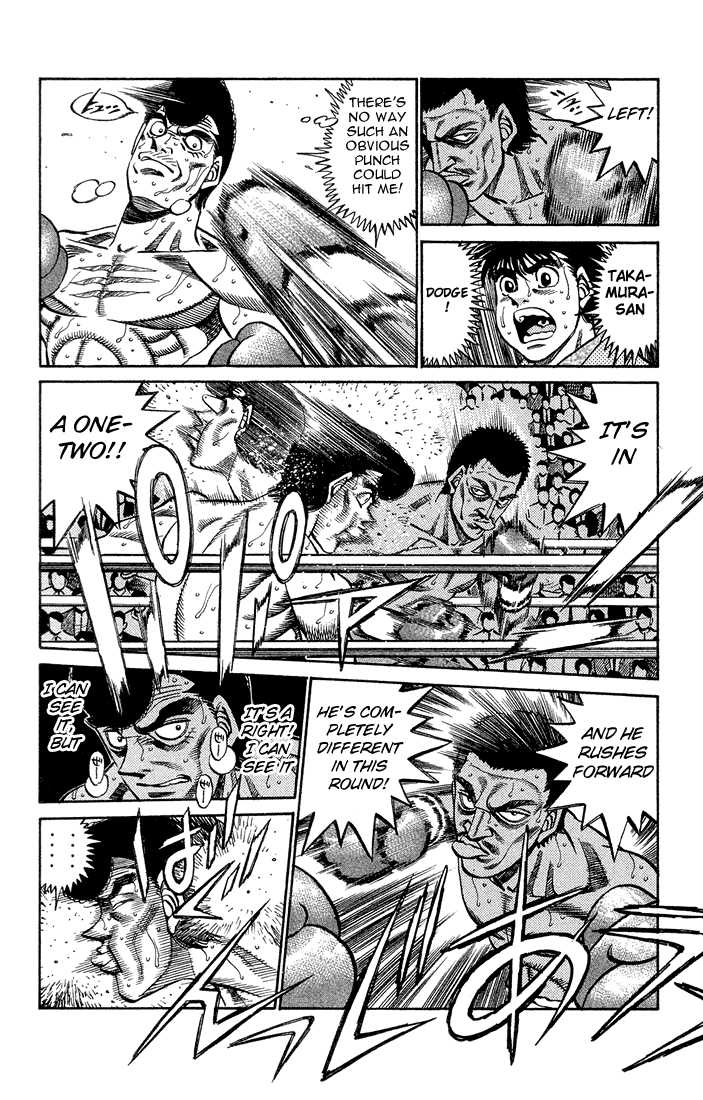 LEFT!
THERE'S
NO WAY
SUCH AN
OBVIOUS
PUNCH
COULD
HIT ME!
TAKA-
MURA-
SAN
DODGE
!
IT'S
IN
A ONE-
TWO!!
AND HE
RUSHES
FORWARD
HE'S COM-
PLETELY
DIFFERENT
IN THIS
ROUND!
IT'S A
RIGHT!
I CAN
SEE IT
I CAN
SEE
IT,
BUT